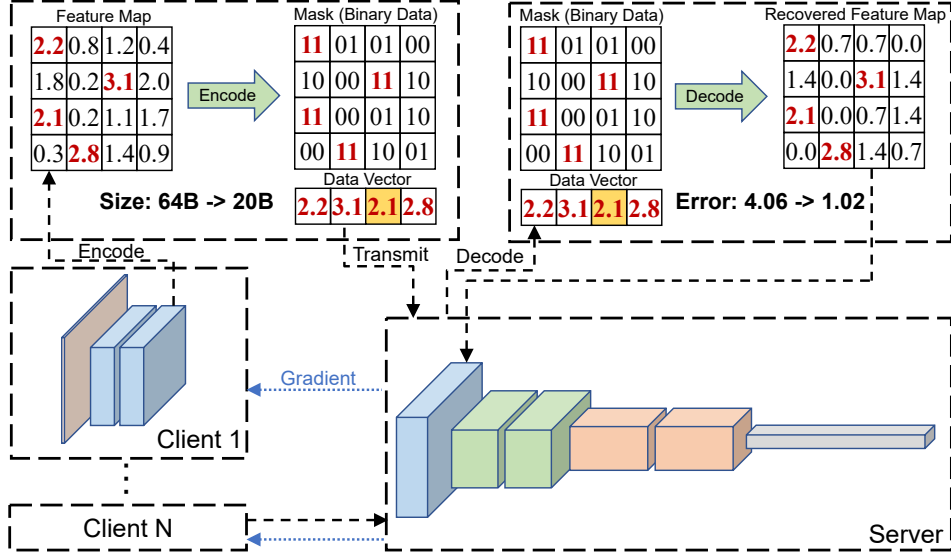 Feature Map
2.2 0.8 1.2 0.4
1.8 0.2 3.1 2.0
2.1 0.2 1.1 1.7
0.3 2.8 1.4 0.9
Encode
Mask (Binary Data)
11 01 01 00
10 00 11 10
11 00 01 10
00 11 10 01
Data Vector
2.2 3.1 2.1 2.8
Size: 64B -> 20B
Mask (Binary Data)
11 01 01 00
10 00 11 10
11 00 01 10
00 11 10 01
Data Vector
2.2 3.1 2.1 2.8
Decode
Recovered Feature Map
2.2 0.7 0.7 0.0
1.4 0.0 3.1 1.4
2.1 0.0 0.7 1.4
0.0 2.8 1.4 0.7
Error: 4.06 -> 1.02
Encode
Transmit
Decode
Gradient
Client 1
Client N
Server